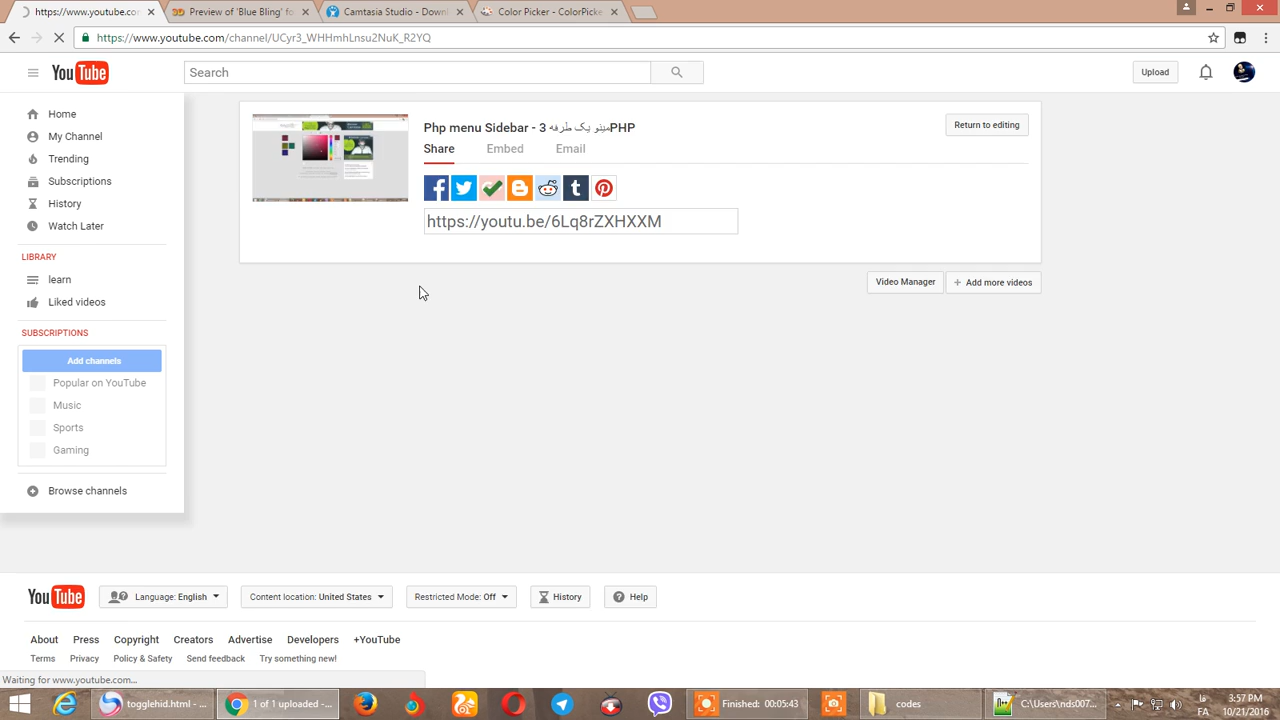 https://www.youtube.com
Preview of 'Blue Bling' fo
Camtasia Studio - Downl
Color Picker - ColorPicke
https://www.youtube.com/channel/UCyr3_WHHmhLnsu2NuK_R2YQ
YouTube
Search
Upload
Home
My Channel
Trending
Subscriptions
History
Watch Later
LIBRARY
learn
Liked videos
SUBSCRIPTIONS
Add channels
Popular on YouTube
Music
Sports
Gaming
Browse channels
Php menu Sidebar - 3 منو یک طرفهPHP
Return to editing
Share Embed Email
https://youtu.be/6Lq8rZXHXXM
Video Manager
+ Add more videos
YouTube
Language: English
Content location: United States
Restricted Mode: Off
History
Help
About Press Copyright Creators Advertise Developers +YouTube
Terms Privacy Policy & Safety Send feedback Try something new!
Waiting for www.youtube.com...
togglehid.html - ...
1 of 1 uploaded -...
Finished: 00:05:43
codes
C:\Users\nds007...
FA
3:57 PM
10/21/2016